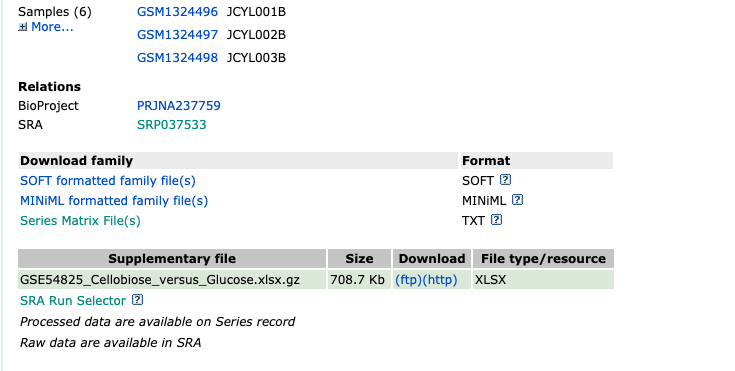 Samples (6) GSM1324496 JCYL001B
More... GSM1324497 JCYL002B
GSM1324498 JCYL003B
Relations
BioProject PRJNA237759
SRA SRP037533
Download family Format
SOFT formatted family file(s) SOFT ?
MINiML formatted family file(s) MINiML ?
Series Matrix File(s) TXT ?
Supplementary file Size Download File type/resource
GSE54825_Cellobiose_versus_Glucose.xlsx.gz 708.7 Kb (ftp)(http) XLSX
SRA Run Selector ?
Processed data are available on Series record
Raw data are available in SRA